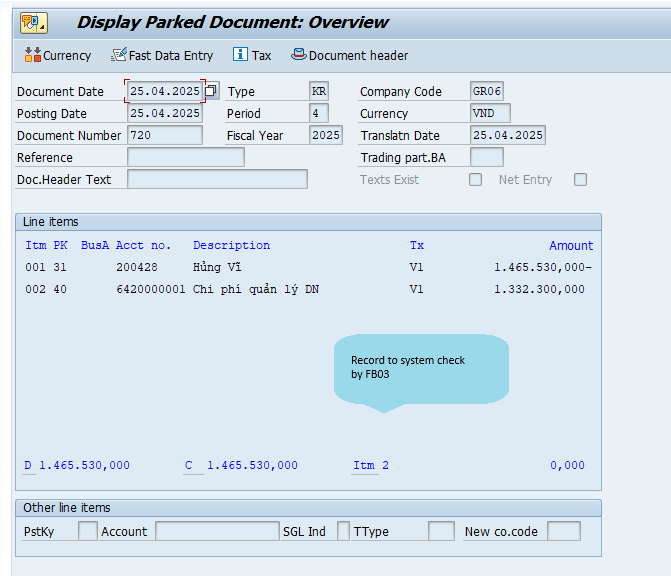 Display Parked Document: Overview
Currency Fast Data Entry Tax Document header
Document Date 25.04.2025 Type KR Company Code GR06
Posting Date 25.04.2025 Period 4 Currency VND
Document Number 720 Fiscal Year 2025 Translatn Date 25.04.2025
Reference Trading part.BA
Doc.Header Text Texts Exist Net Entry
Line items
Itm PK BusA Acct no. Description Tx Amount
001 31 200428 Hủng Vĩ V1 1.465.530,000-
002 40 6420000001 Chi phí quản lý DN V1 1.332.300,000
Record to system check
by FB03
D 1.465.530,000 C 1.465.530,000 Itm 2 0,000
Other line items
PstKy Account SGL Ind TType New co.code